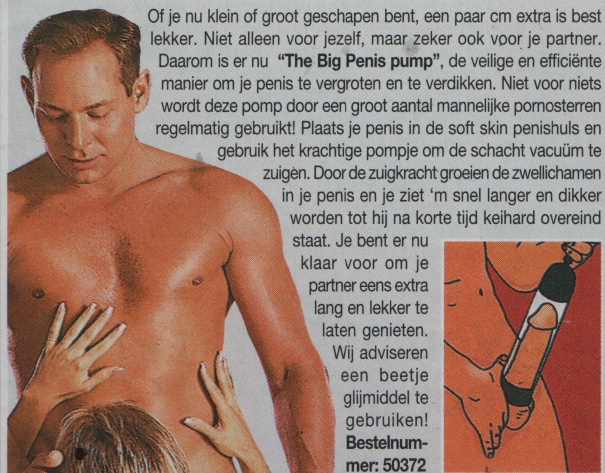 Of je nu klein of groot geschapen bent, een paar cm extra is best
lekker. Niet alleen voor jezelf, maar zeker ook voor je partner.
Daarom is er nu "The Big Penis pump", de veilige en efficiënte
manier om je penis te vergroten en te verdikken. Niet voor niets
wordt deze pomp door een groot aantal mannelijke pornosterren
regelmatig gebruikt! Plaats je penis in de soft skin penishuls en
gebruik het krachtige pompje om de schacht vacuüm te
zuigen. Door de zuigkracht groeien de zwellichamen
in je penis en je ziet 'm snel langer en dikker
worden tot hij na korte tijd keihard overeind
staat. Je bent er nu
klaar voor om je
partner eens extra
lang en lekker te
laten genieten.
Wij adviseren
een beetje
glijmiddel te
gebruiken!
Bestelnum-
mer: 50372